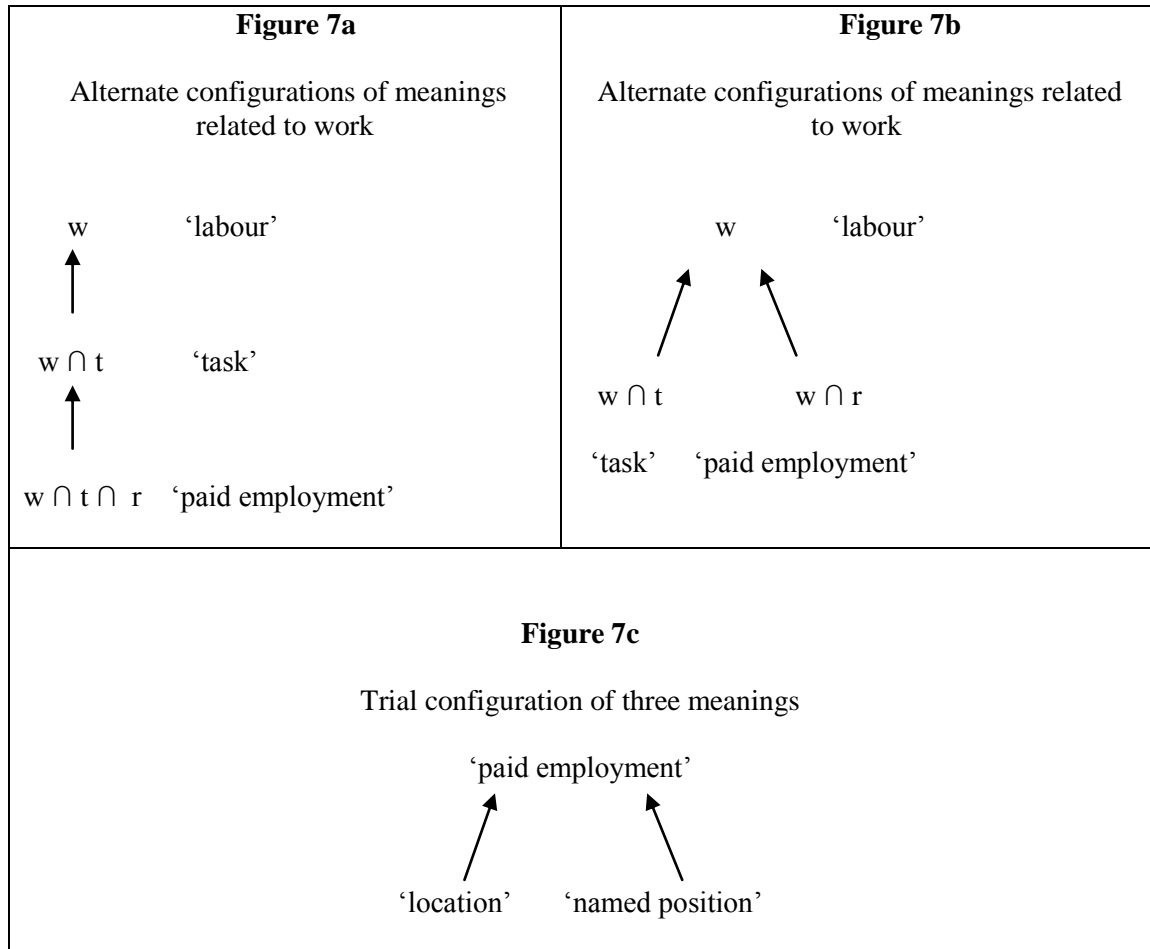 Figure 7a
Alternate configurations of meanings
related to work
w ‘labour’
w ∩ t ‘task’
w ∩ t ∩ r ‘paid employment’
Figure 7b
Alternate configurations of meanings related
to work
w ‘labour’
w ∩ t w ∩ r
‘task’ ‘paid employment’
Figure 7c
Trial configuration of three meanings
‘paid employment’
‘location’ ‘named position’